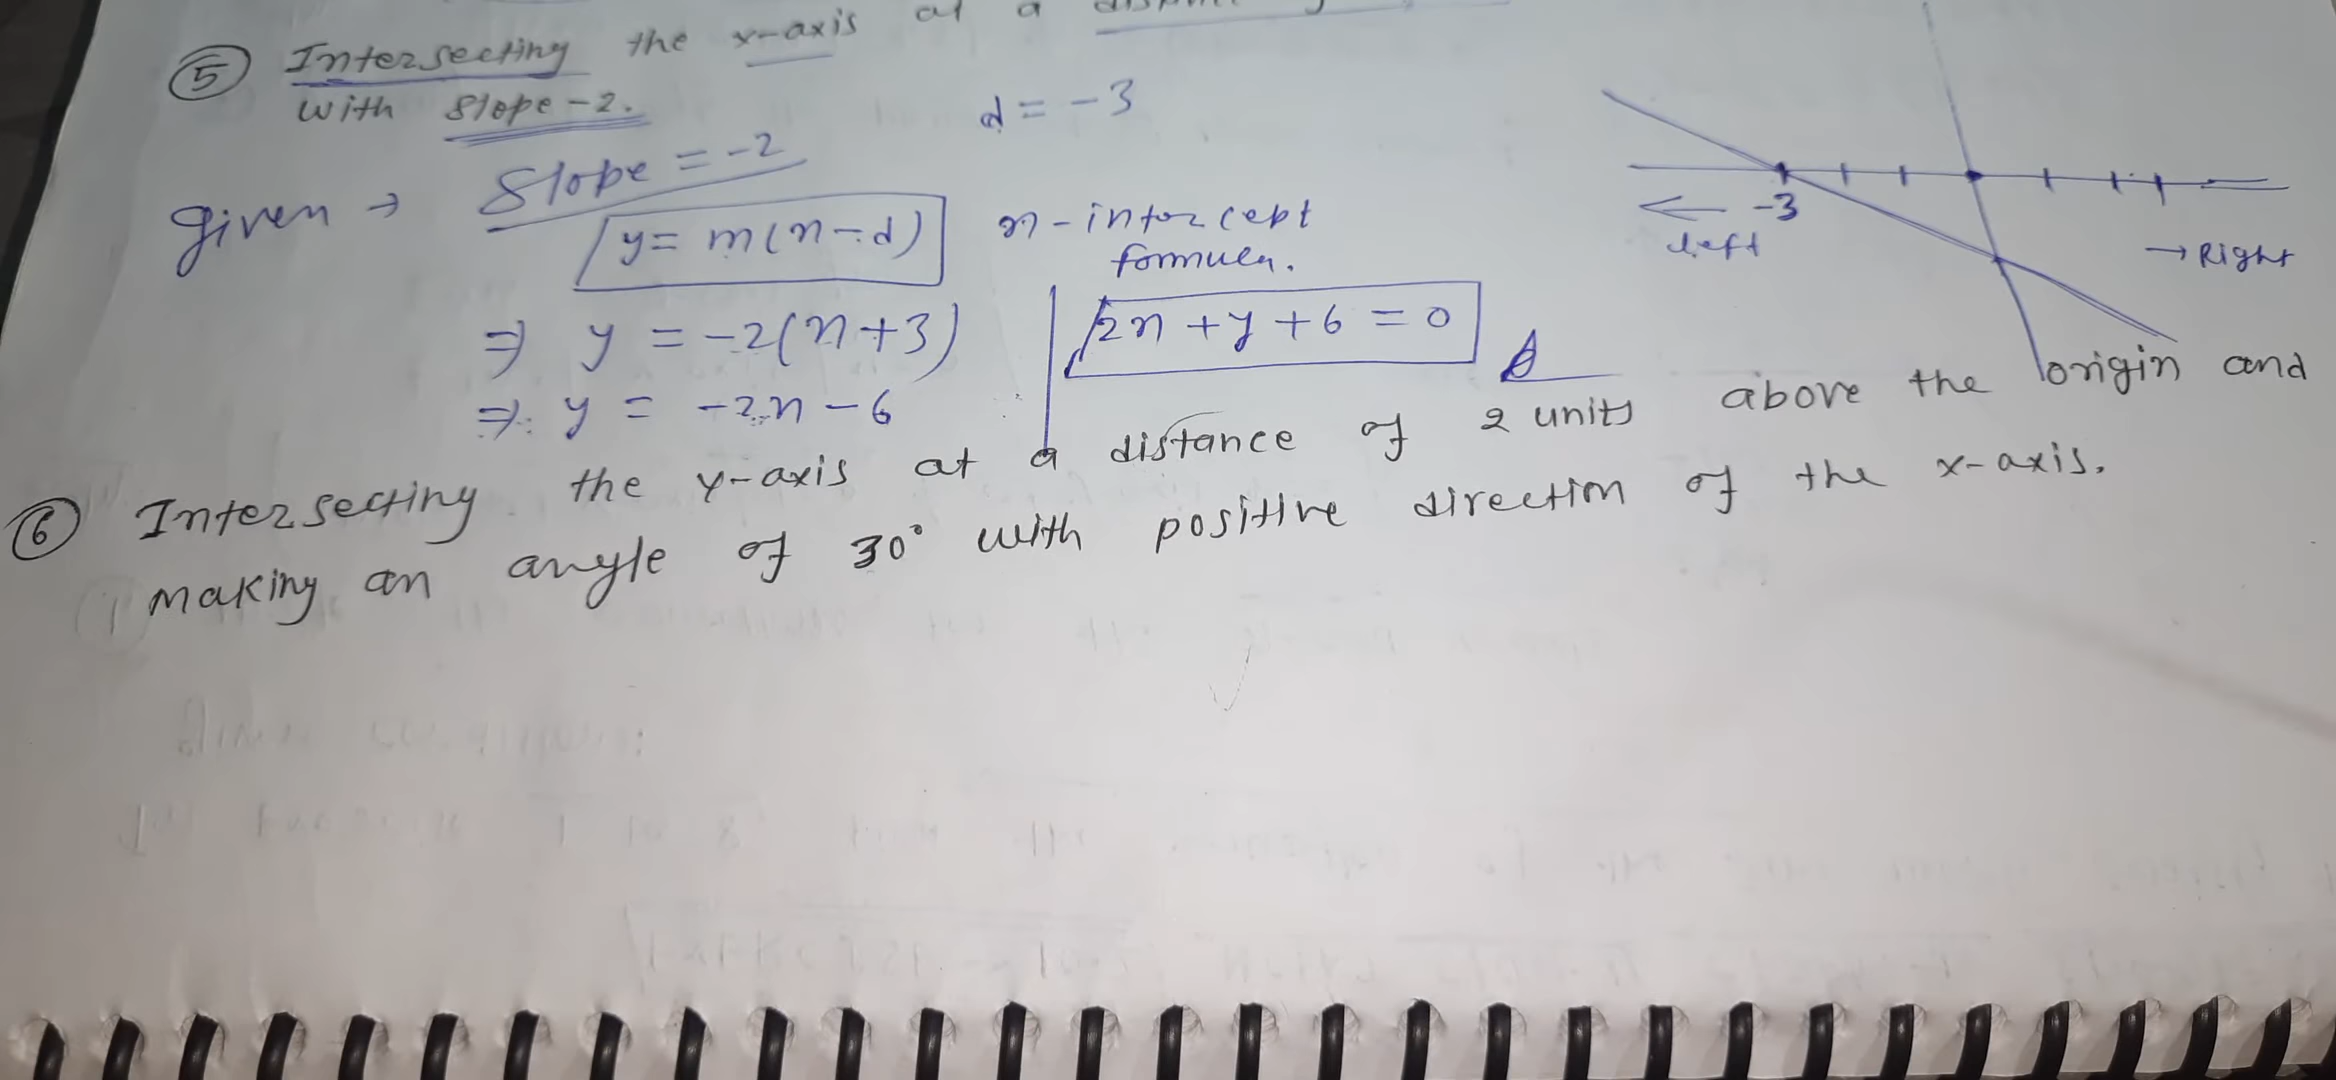 ⑤ Intersecting the x-axis at a
with slope -2.
d = -3
given → Slope = -2
y = m(x-d) x-intercept
formula.
⇒ y = -2(x+3)
2x + y + 6 = 0
⇒ y = -2x - 6
-3
← left
→ Right
⑥ Intersecting the y-axis at a distance of 2 units above the origin and
making an angle of 30° with positive direction of the x-axis.